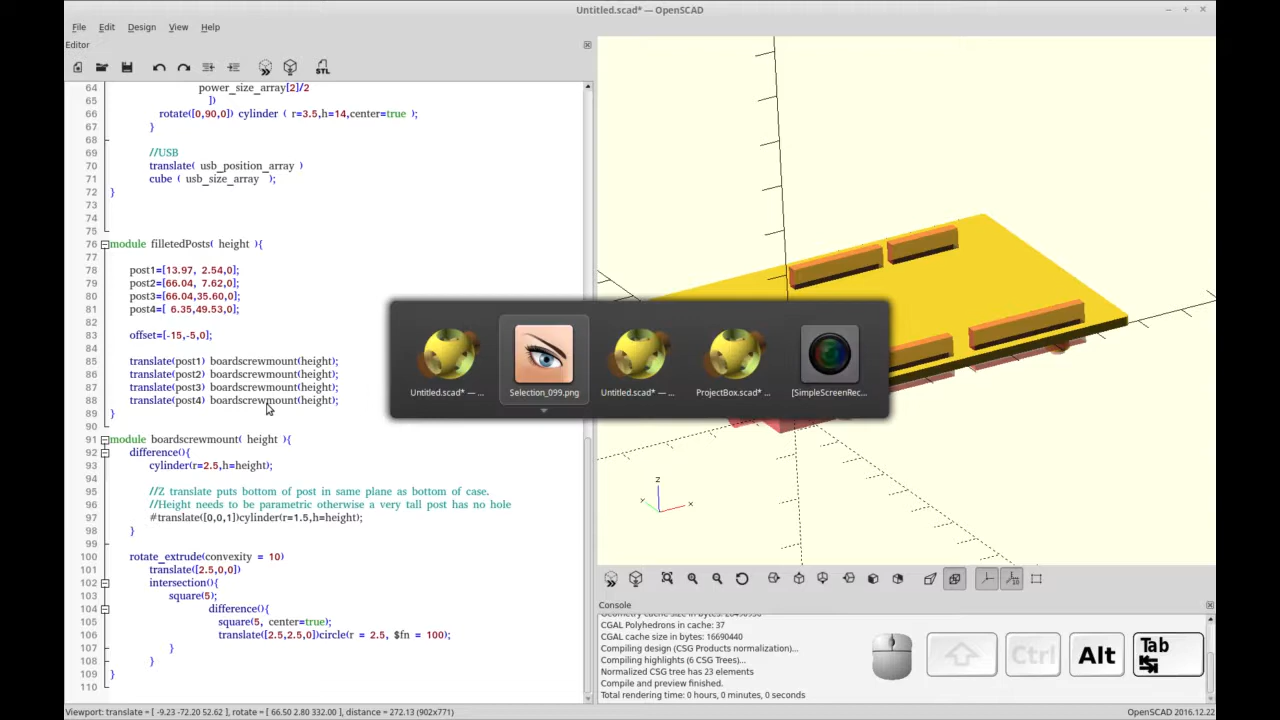 Untitled.scad* — OpenSCAD
File Edit Design View Help
Editor
STL
64 power_size_array[2]/2
65 ])
66 rotate([0,90,0]) cylinder ( r=3.5,h=14,center=true );
67 }
68
69 //USB
70 translate( usb_position_array )
71 cube ( usb_size_array );
72 }
73
74
75
76 module filletedPosts( height ){
77
78 post1=[13.97, 2.54,0];
79 post2=[66.04, 7.62,0];
80 post3=[66.04,35.60,0];
81 post4=[ 6.35,49.53,0];
82
83 offset=[-15,-5,0];
84
85 translate(post1) boardscrewmount(height);
86 translate(post2) boardscrewmount(height);
87 translate(post3) boardscrewmount(height);
88 translate(post4) boardscrewmount(height);
89 }
90
91 module boardscrewmount( height ){
92 difference(){
93 cylinder(r=2.5,h=height);
94
95 //Z translate puts bottom of post in same plane as bottom of case.
96 //Height needs to be parametric otherwise a very tall post has no hole
97 #translate([0,0,1])cylinder(r=1.5,h=height);
98 }
99
100 rotate_extrude(convexity = 10)
101 translate([2.5,0,0])
102 intersection(){
103 square(5);
104 difference(){
105 square(5, center=true);
106 translate([2.5,2.5,0])circle(r = 2.5, $fn = 100);
107 }
108 }
109 }
110
Untitled.scad* — ... Selection_099.png Untitled.scad* — ... ProjectBox.scad* ... [SimpleScreenRec...
z
y
x
10
Console
CGAL Polyhedrons in cache: 37
CGAL cache size in bytes: 16690440
Compiling design (CSG Products normalization)...
Compiling highlights (6 CSG Trees)...
Normalized CSG tree has 23 elements
Compile and preview finished.
Total rendering time: 0 hours, 0 minutes, 0 seconds
Ctrl Alt Tab
Viewport: translate = [ -9.23 -72.20 52.62 ], rotate = [ 66.50 2.80 332.00 ], distance = 272.13 (902x771) OpenSCAD 2016.12.22